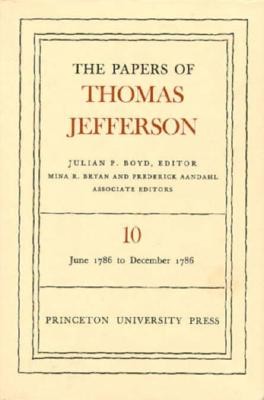 THE PAPERS OF
THOMAS
JEFFERSON
JULIAN P. BOYD, EDITOR
MINA R. BRYAN AND FREDERICK AANDAHL
ASSOCIATE EDITORS
10
June 1786 to December 1786
PRINCETON UNIVERSITY PRESS